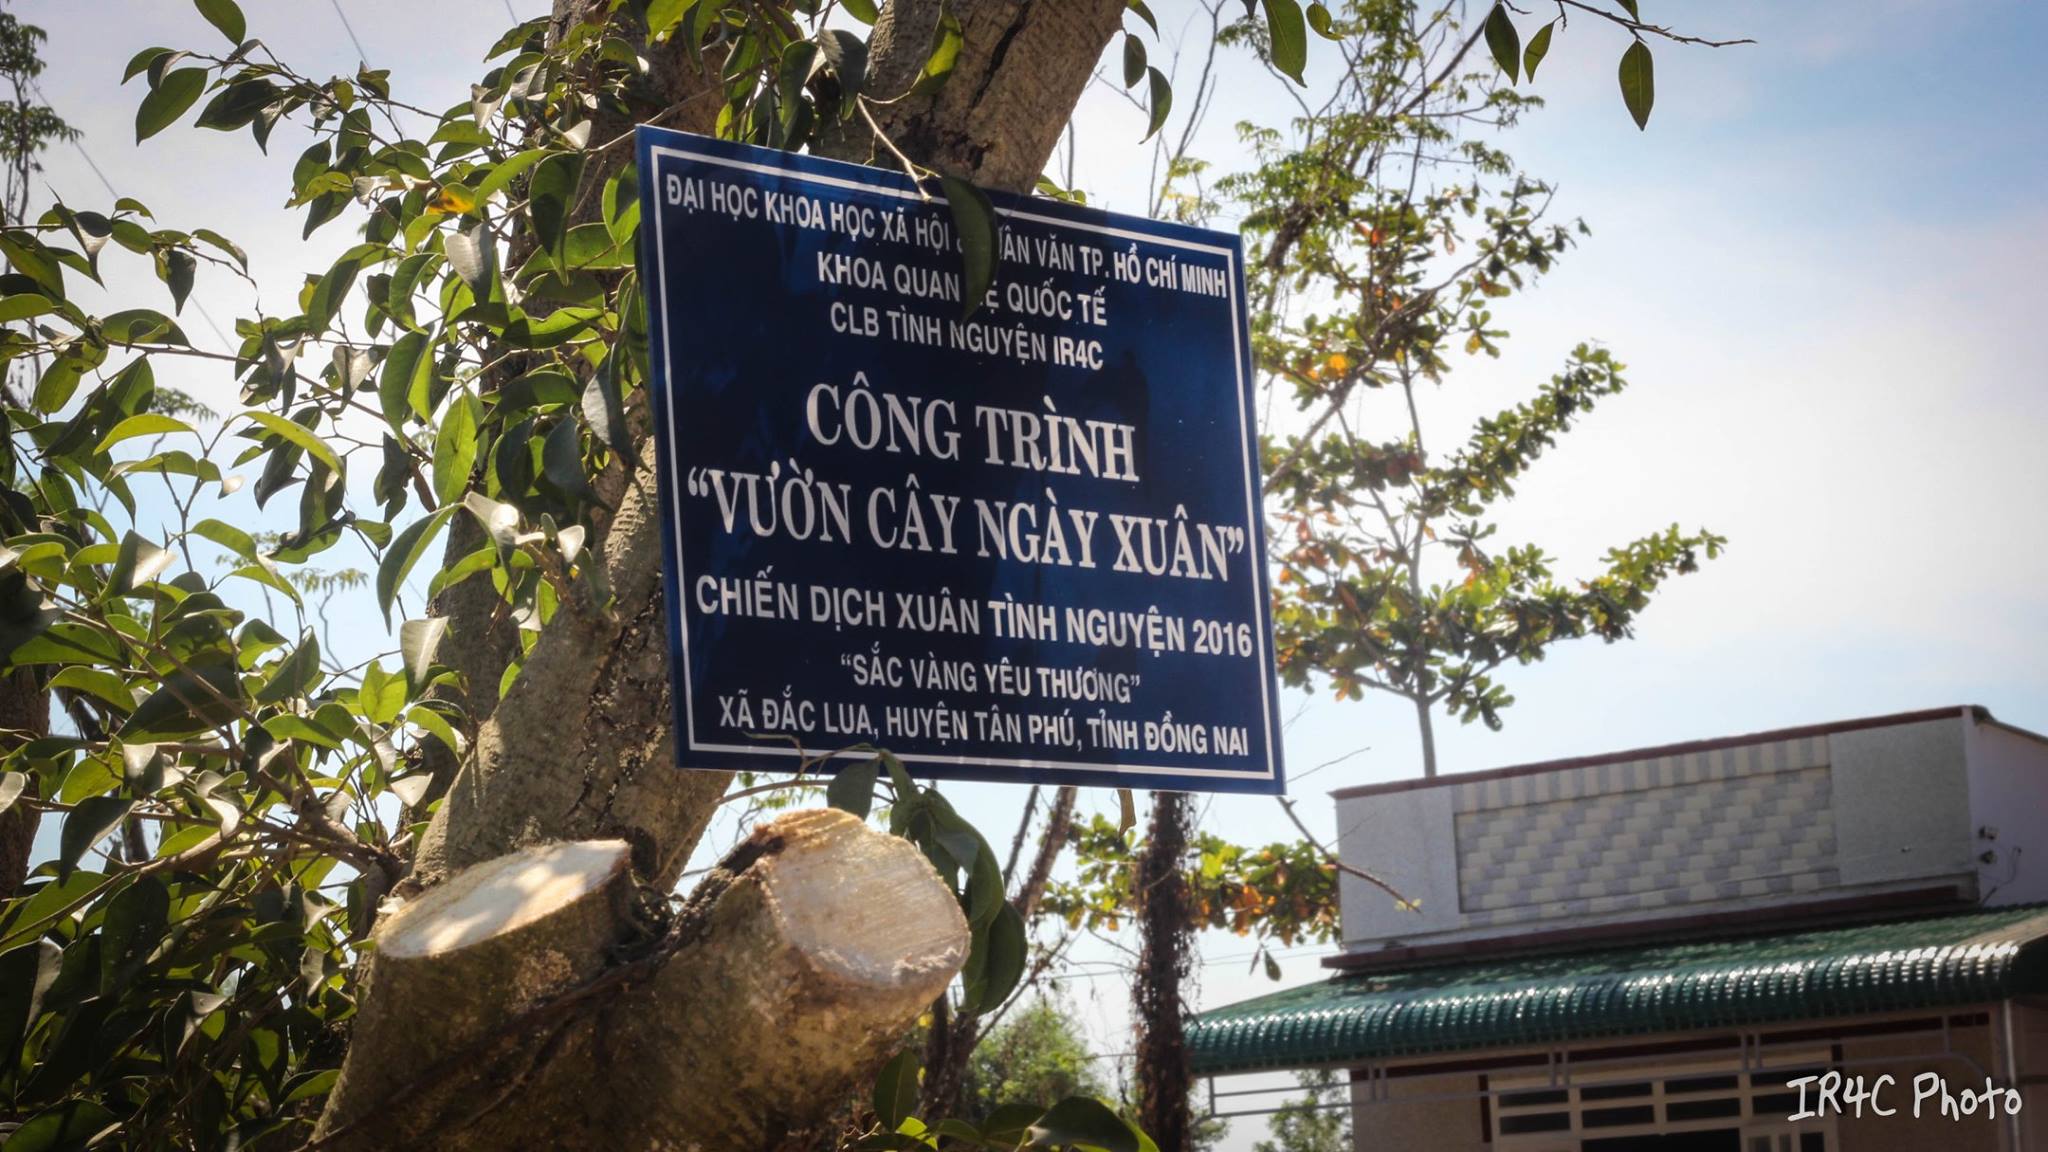 ĐẠI HỌC KHOA HỌC XÃ HỘI VĂN TP. HỒ CHÍ MINH
KHOA QUAN QUỐC TẾ
CLB TÌNH NGUYỆN IR4C
CÔNG TRÌNH
“VƯỜN CÂY NGÀY XUÂN”
CHIẾN DỊCH XUÂN TÌNH NGUYỆN 2016
“SẮC VÀNG YÊU THƯƠNG”
XÃ ĐẮC LUA, HUYỆN TÂN PHÚ, TỈNH ĐỒNG NAI
IR4C Photo